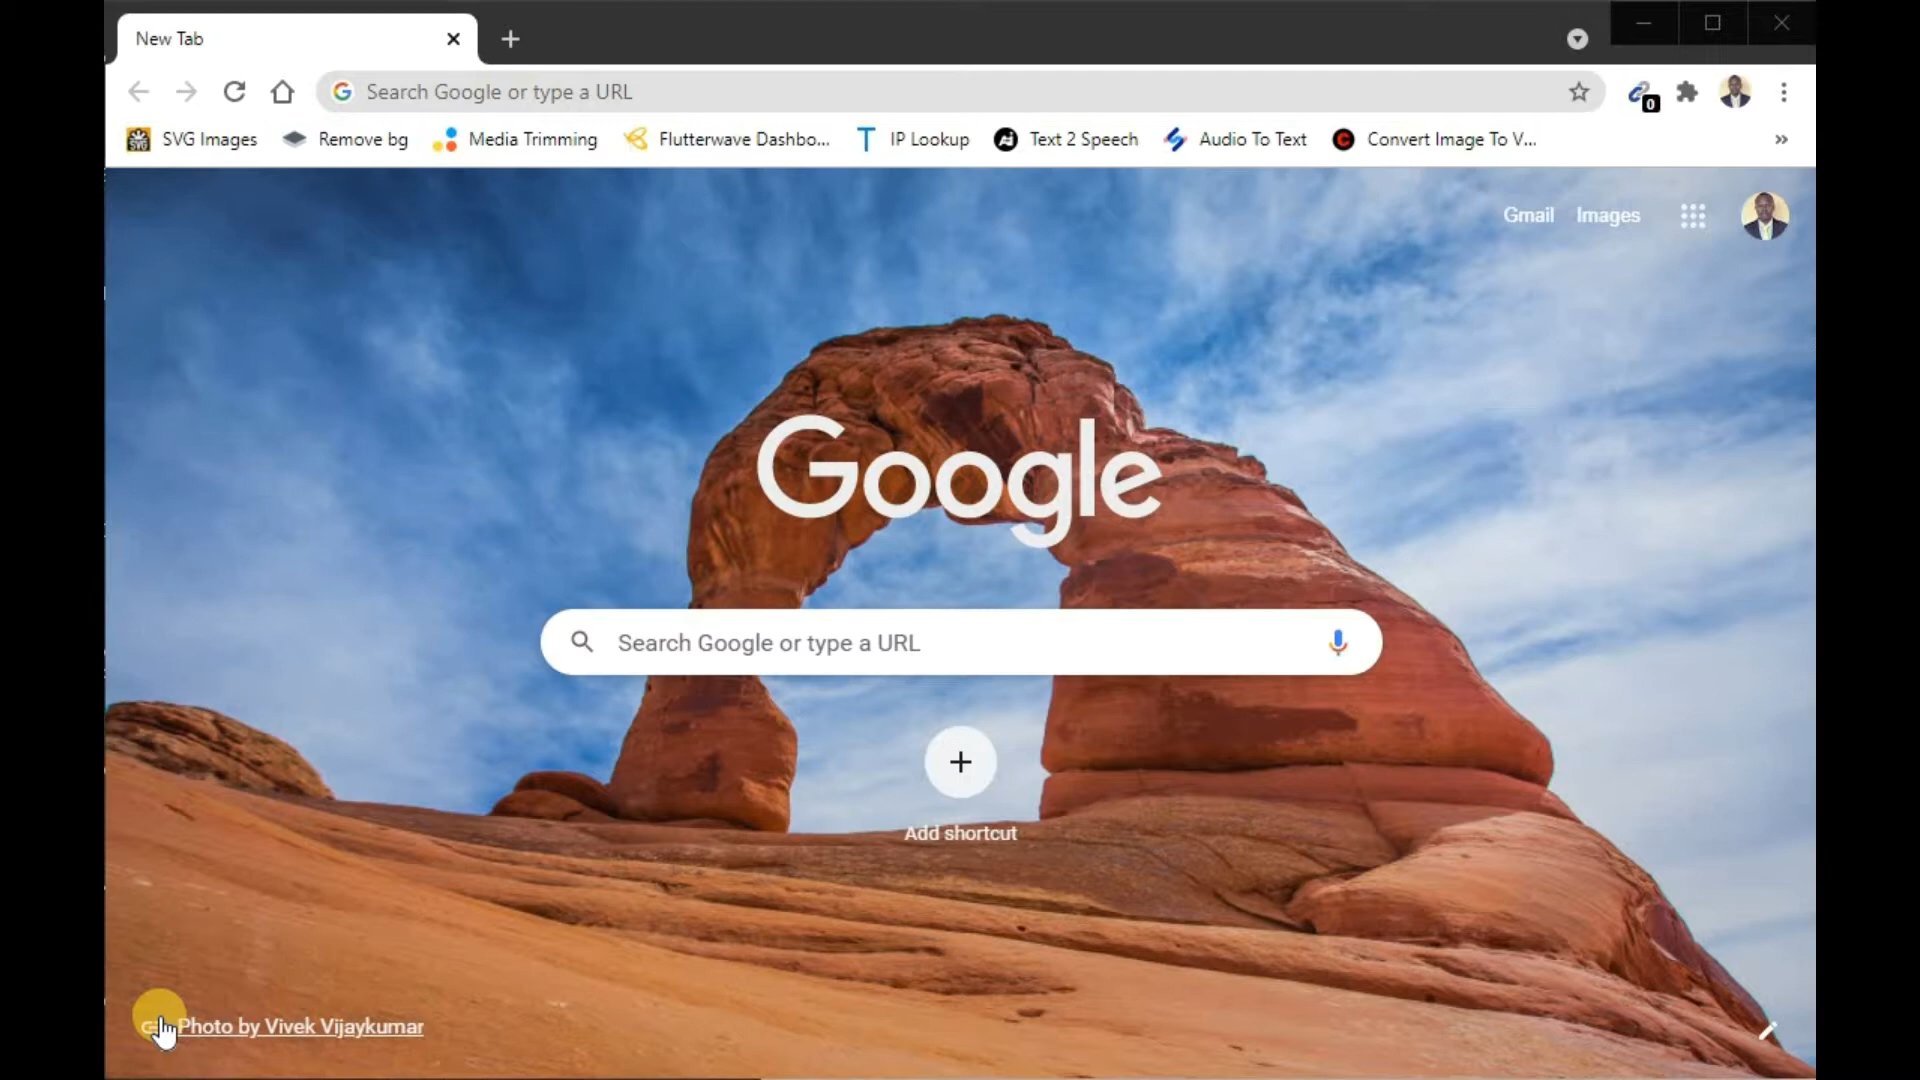 New Tab
Search Google or type a URL
0
SVG Images
Remove bg
Media Trimming
Flutterwave Dashbo...
IP Lookup
Text 2 Speech
Audio To Text
Convert Image To V...
Gmail
Images
Google
Search Google or type a URL
Add shortcut
Photo by Vivek Vijaykumar